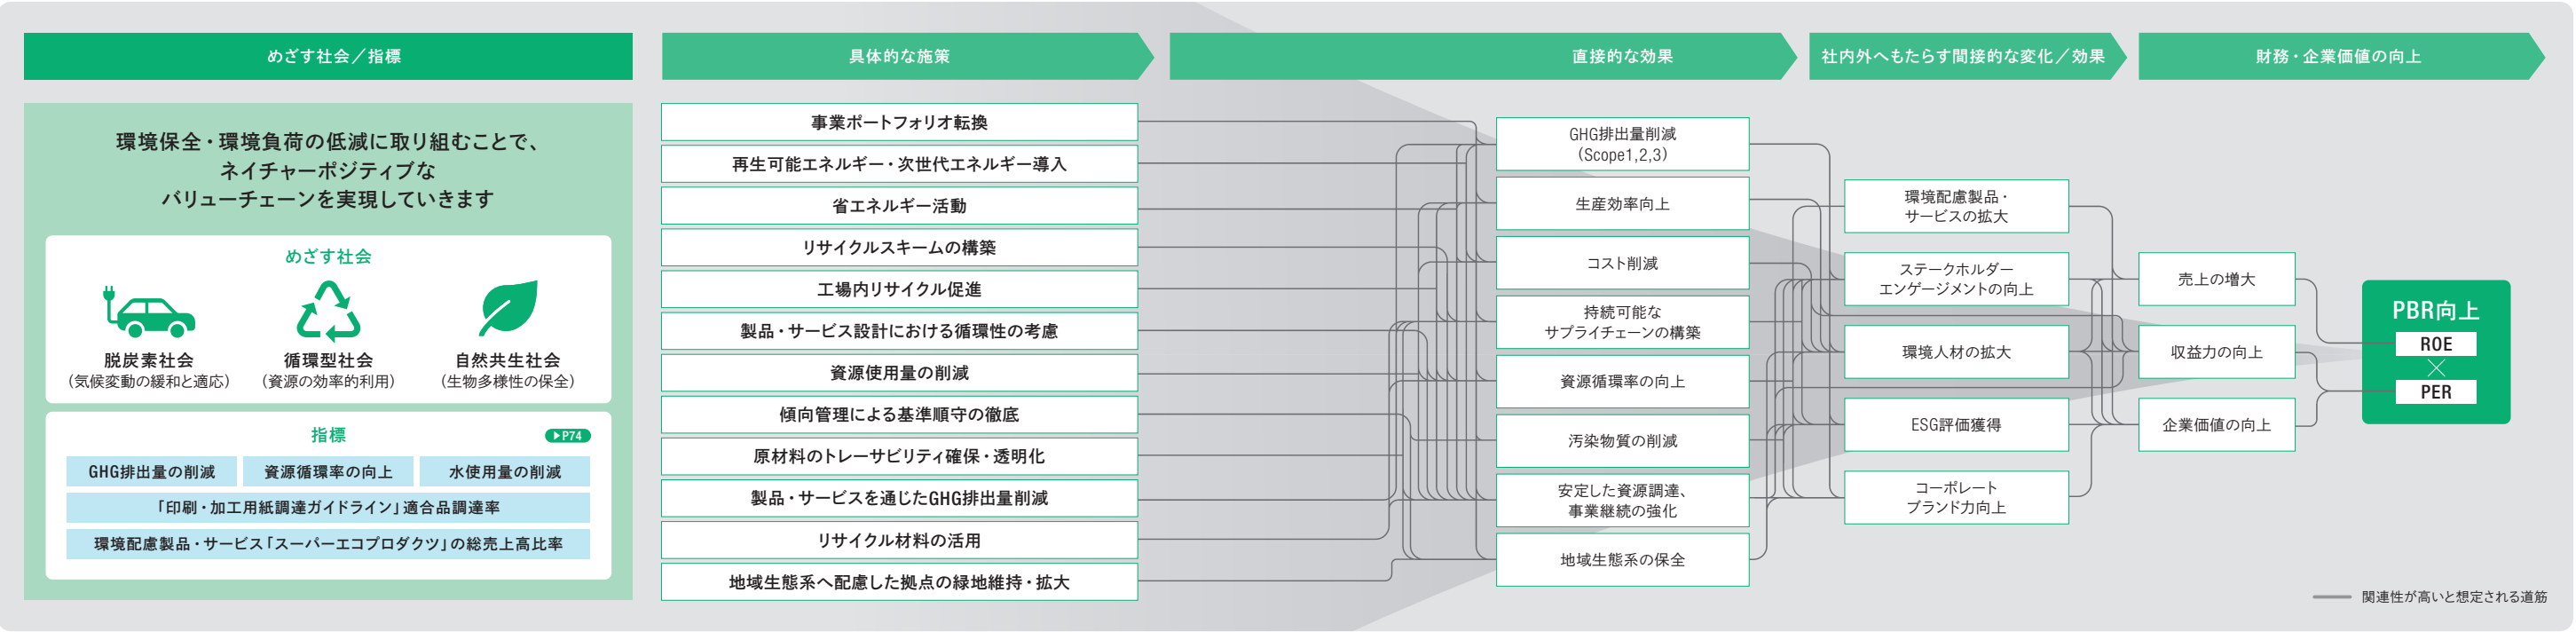 めざす社会／指標
具体的な施策
直接的な効果
社内外へもたらす間接的な変化／効果
財務・企業価値の向上
環境保全・環境負荷の低減に取り組むことで、
ネイチャーポジティブな
バリューチェーンを実現していきます
めざす社会
脱炭素社会
（気候変動の緩和と適応）
循環型社会
（資源の効率的利用）
自然共生社会
（生物多様性の保全）
指標
▶P74
GHG排出量の削減
資源循環率の向上
水使用量の削減
「印刷・加工用紙調達ガイドライン」適合品調達率
環境配慮製品・サービス「スーパーエコプロダクツ」の総売上高比率
事業ポートフォリオ転換
再生可能エネルギー・次世代エネルギー導入
省エネルギー活動
リサイクルスキームの構築
工場内リサイクル促進
製品・サービス設計における循環性の考慮
資源使用量の削減
傾向管理による基準順守の徹底
原材料のトレーサビリティ確保・透明化
製品・サービスを通じたGHG排出量削減
リサイクル材料の活用
地域生態系へ配慮した拠点の緑地維持・拡大
GHG排出量削減
（Scope1,2,3）
生産効率向上
コスト削減
持続可能な
サプライチェーンの構築
資源循環率の向上
汚染物質の削減
安定した資源調達、
事業継続の強化
地域生態系の保全
環境配慮製品・
サービスの拡大
ステークホルダー
エンゲージメントの向上
環境人材の拡大
ESG評価獲得
コーポレート
ブランド力向上
売上の増大
収益力の向上
企業価値の向上
PBR向上
ROE
×
PER
関連性が高いと想定される道筋